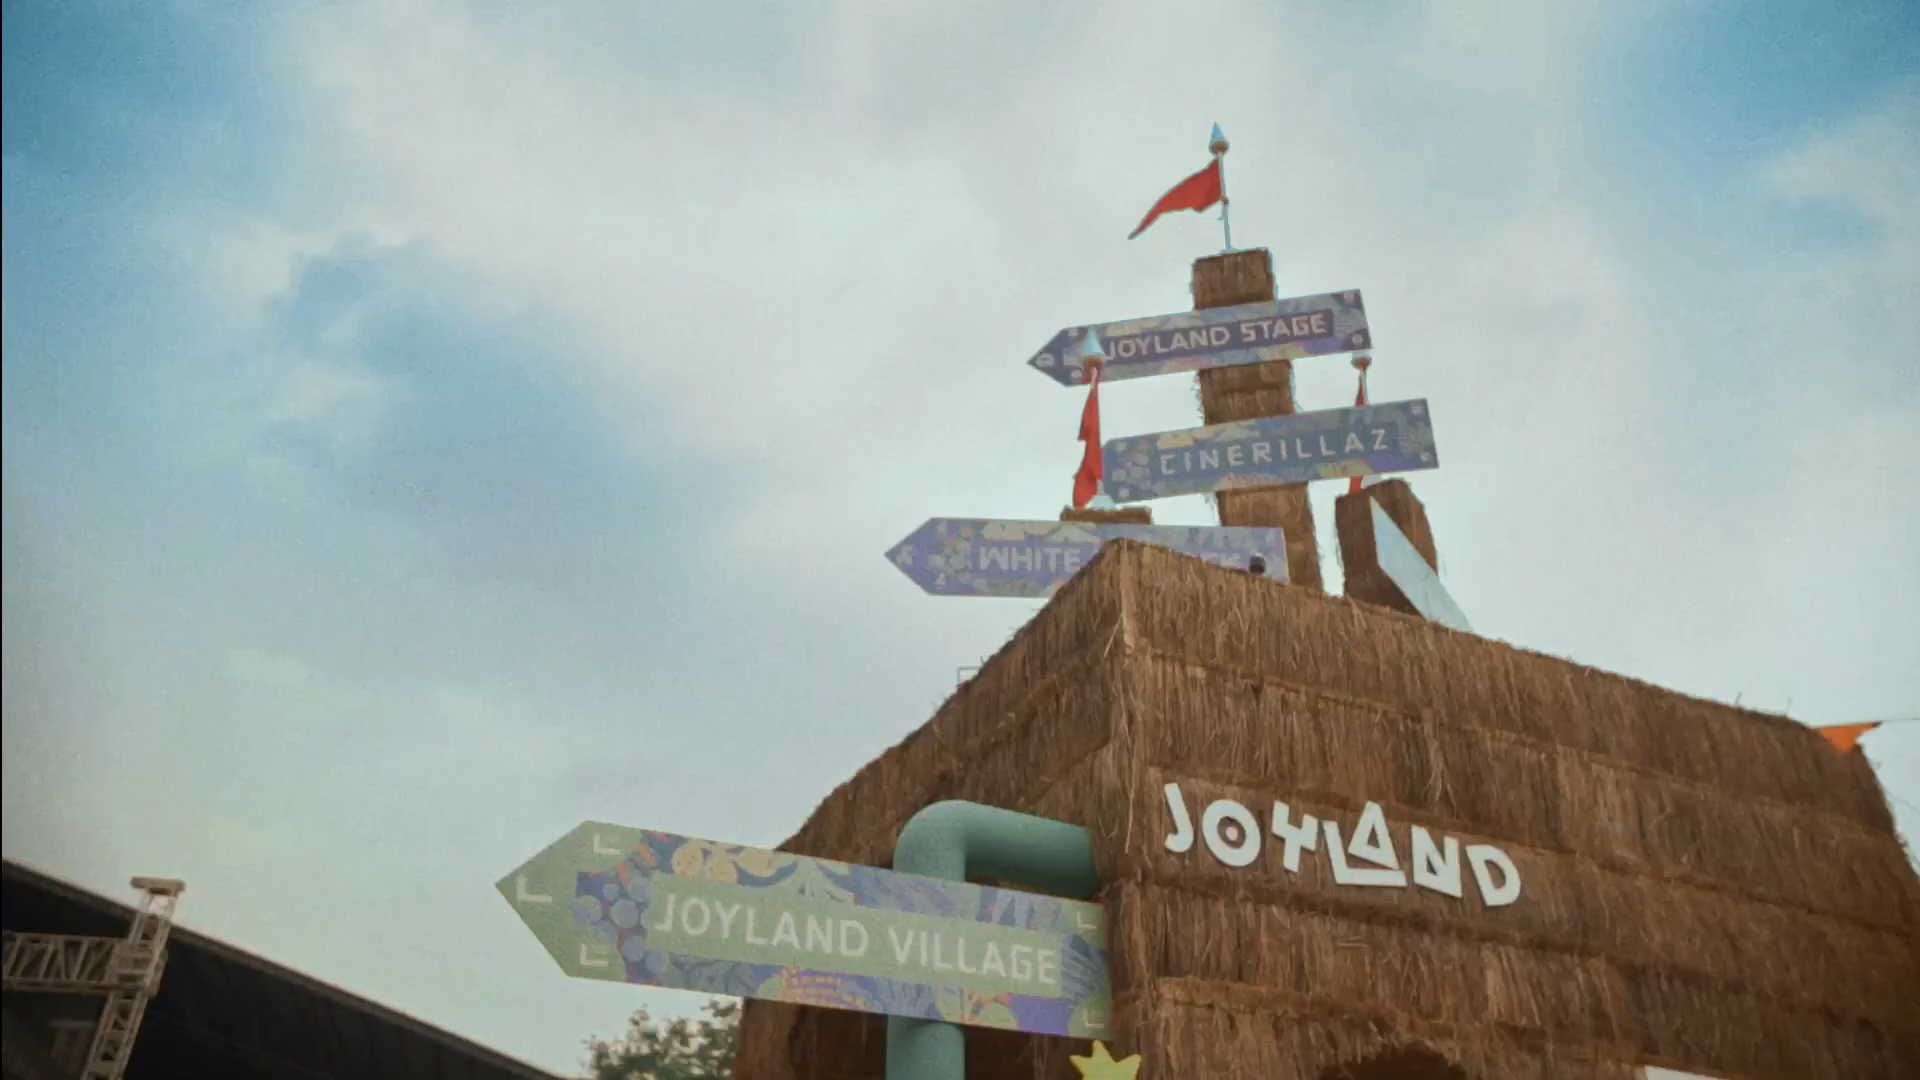 JOYLAND STAGE
CINERILLAZ
WHITE
JOYLAND
JOYLAND VILLAGE